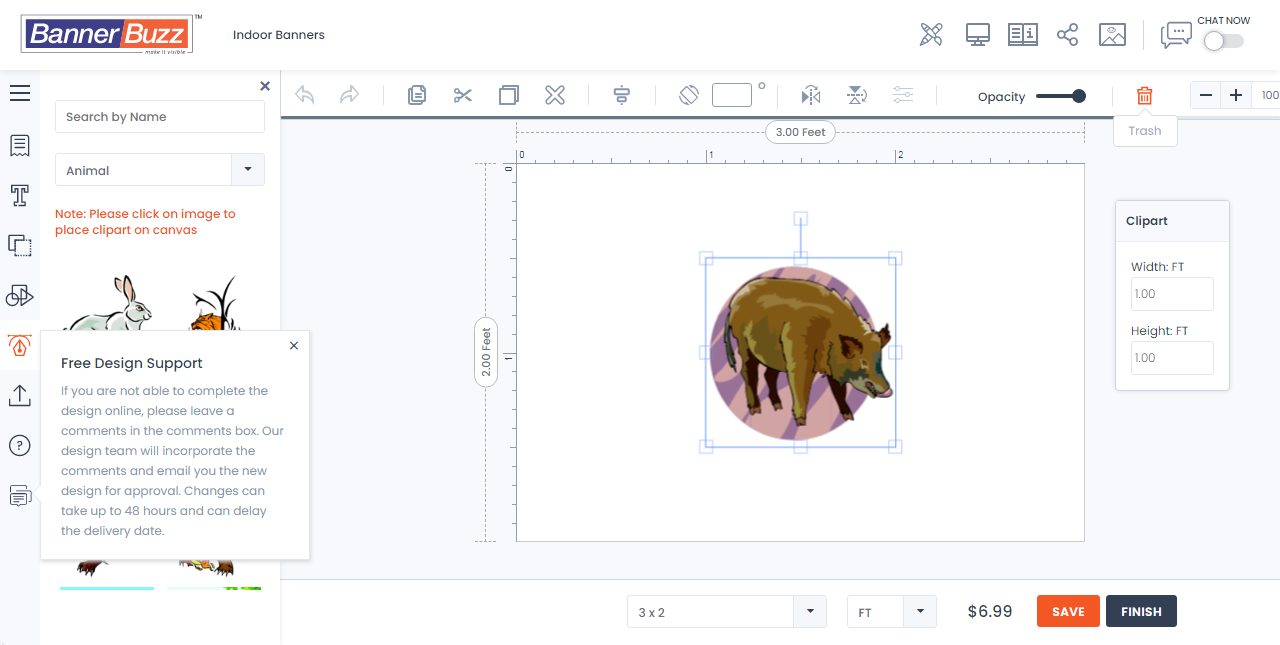 BannerBuzz TM
make it visible
Indoor Banners
CHAT NOW
Search by Name
Animal
Note: Please click on image to
place clipart on canvas
Free Design Support
If you are not able to complete the
design online, please leave a
comments in the comments box. Our
design team will incorporate the
comments and email you the new
design for approval. Changes can
take up to 48 hours and can delay
the delivery date.
Opacity
100
Trash
3.00 Feet
0 1 2
0
1
2.00 Feet
Clipart
Width: FT
1.00
Height: FT
1.00
3 x 2
FT
$6.99
SAVE
FINISH